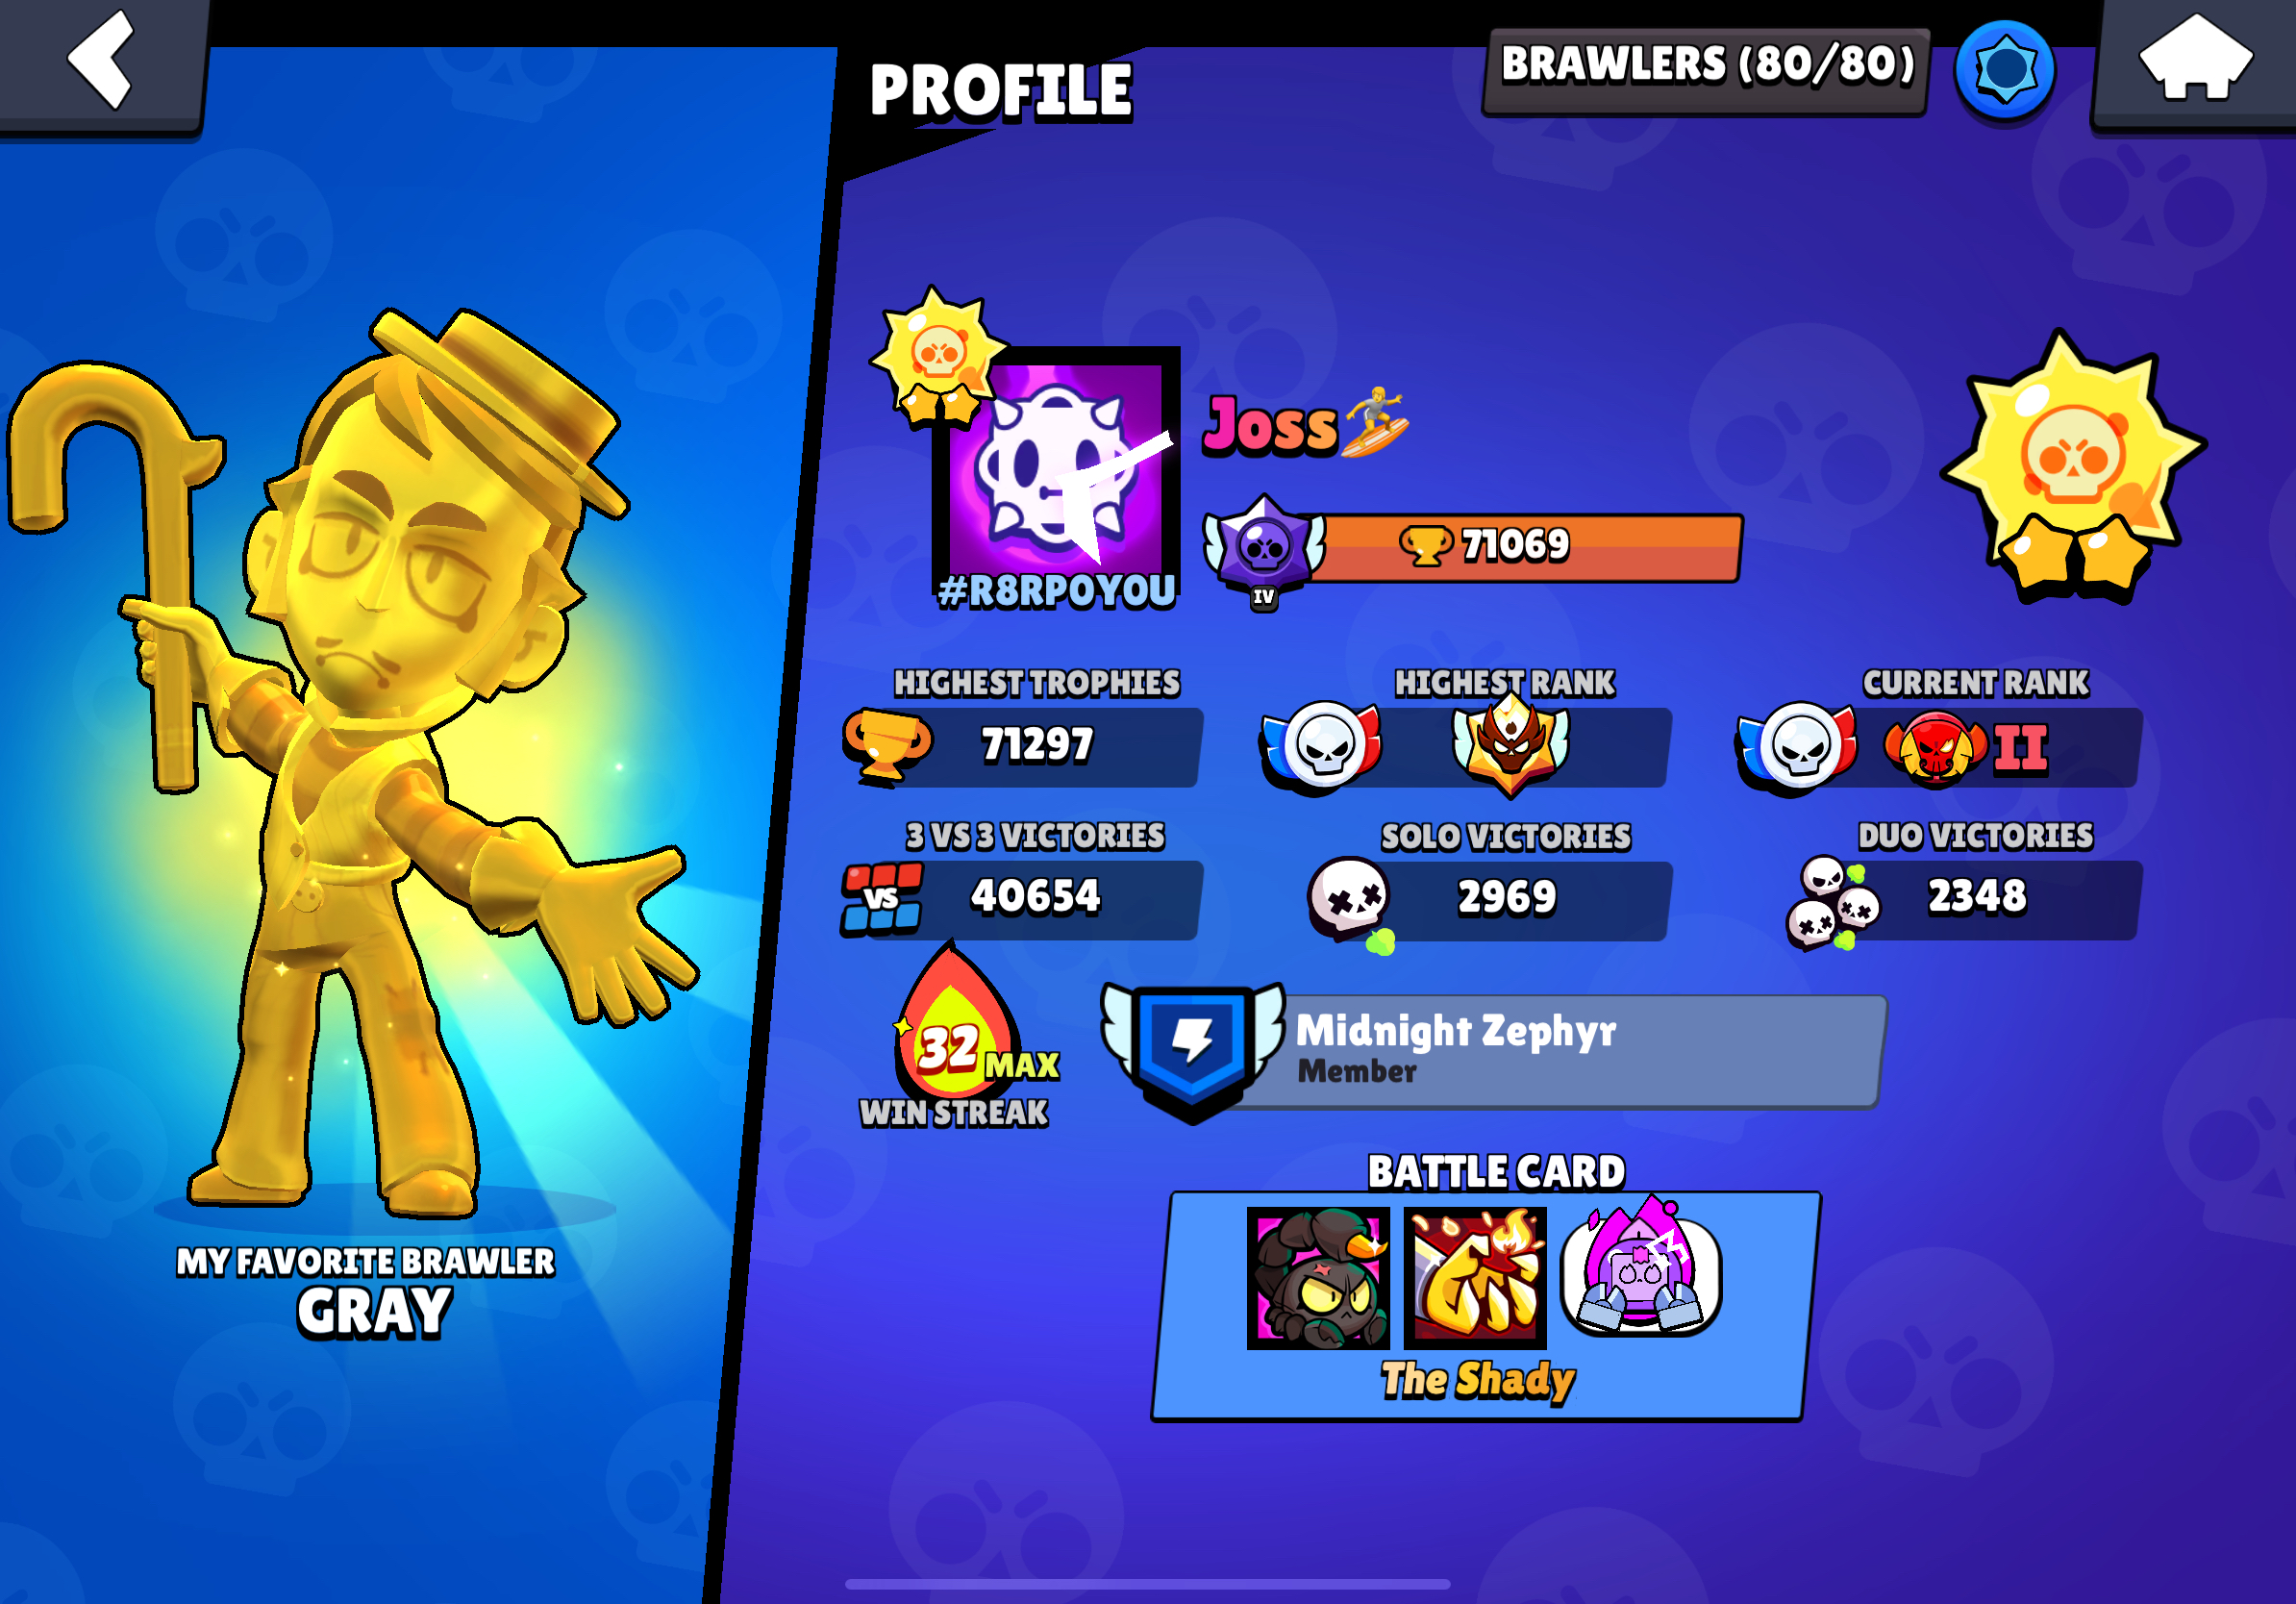 PROFILE
BRAWLERS (80/80)
Joss
#R8RP0Y0U
71069
IV
HIGHEST TROPHIES
71297
HIGHEST RANK
CURRENT RANK
II
3 VS 3 VICTORIES
VS
40654
SOLO VICTORIES
2969
DUO VICTORIES
2348
32 MAX
WIN STREAK
Midnight Zephyr
Member
BATTLE CARD
The Shady
MY FAVORITE BRAWLER
GRAY